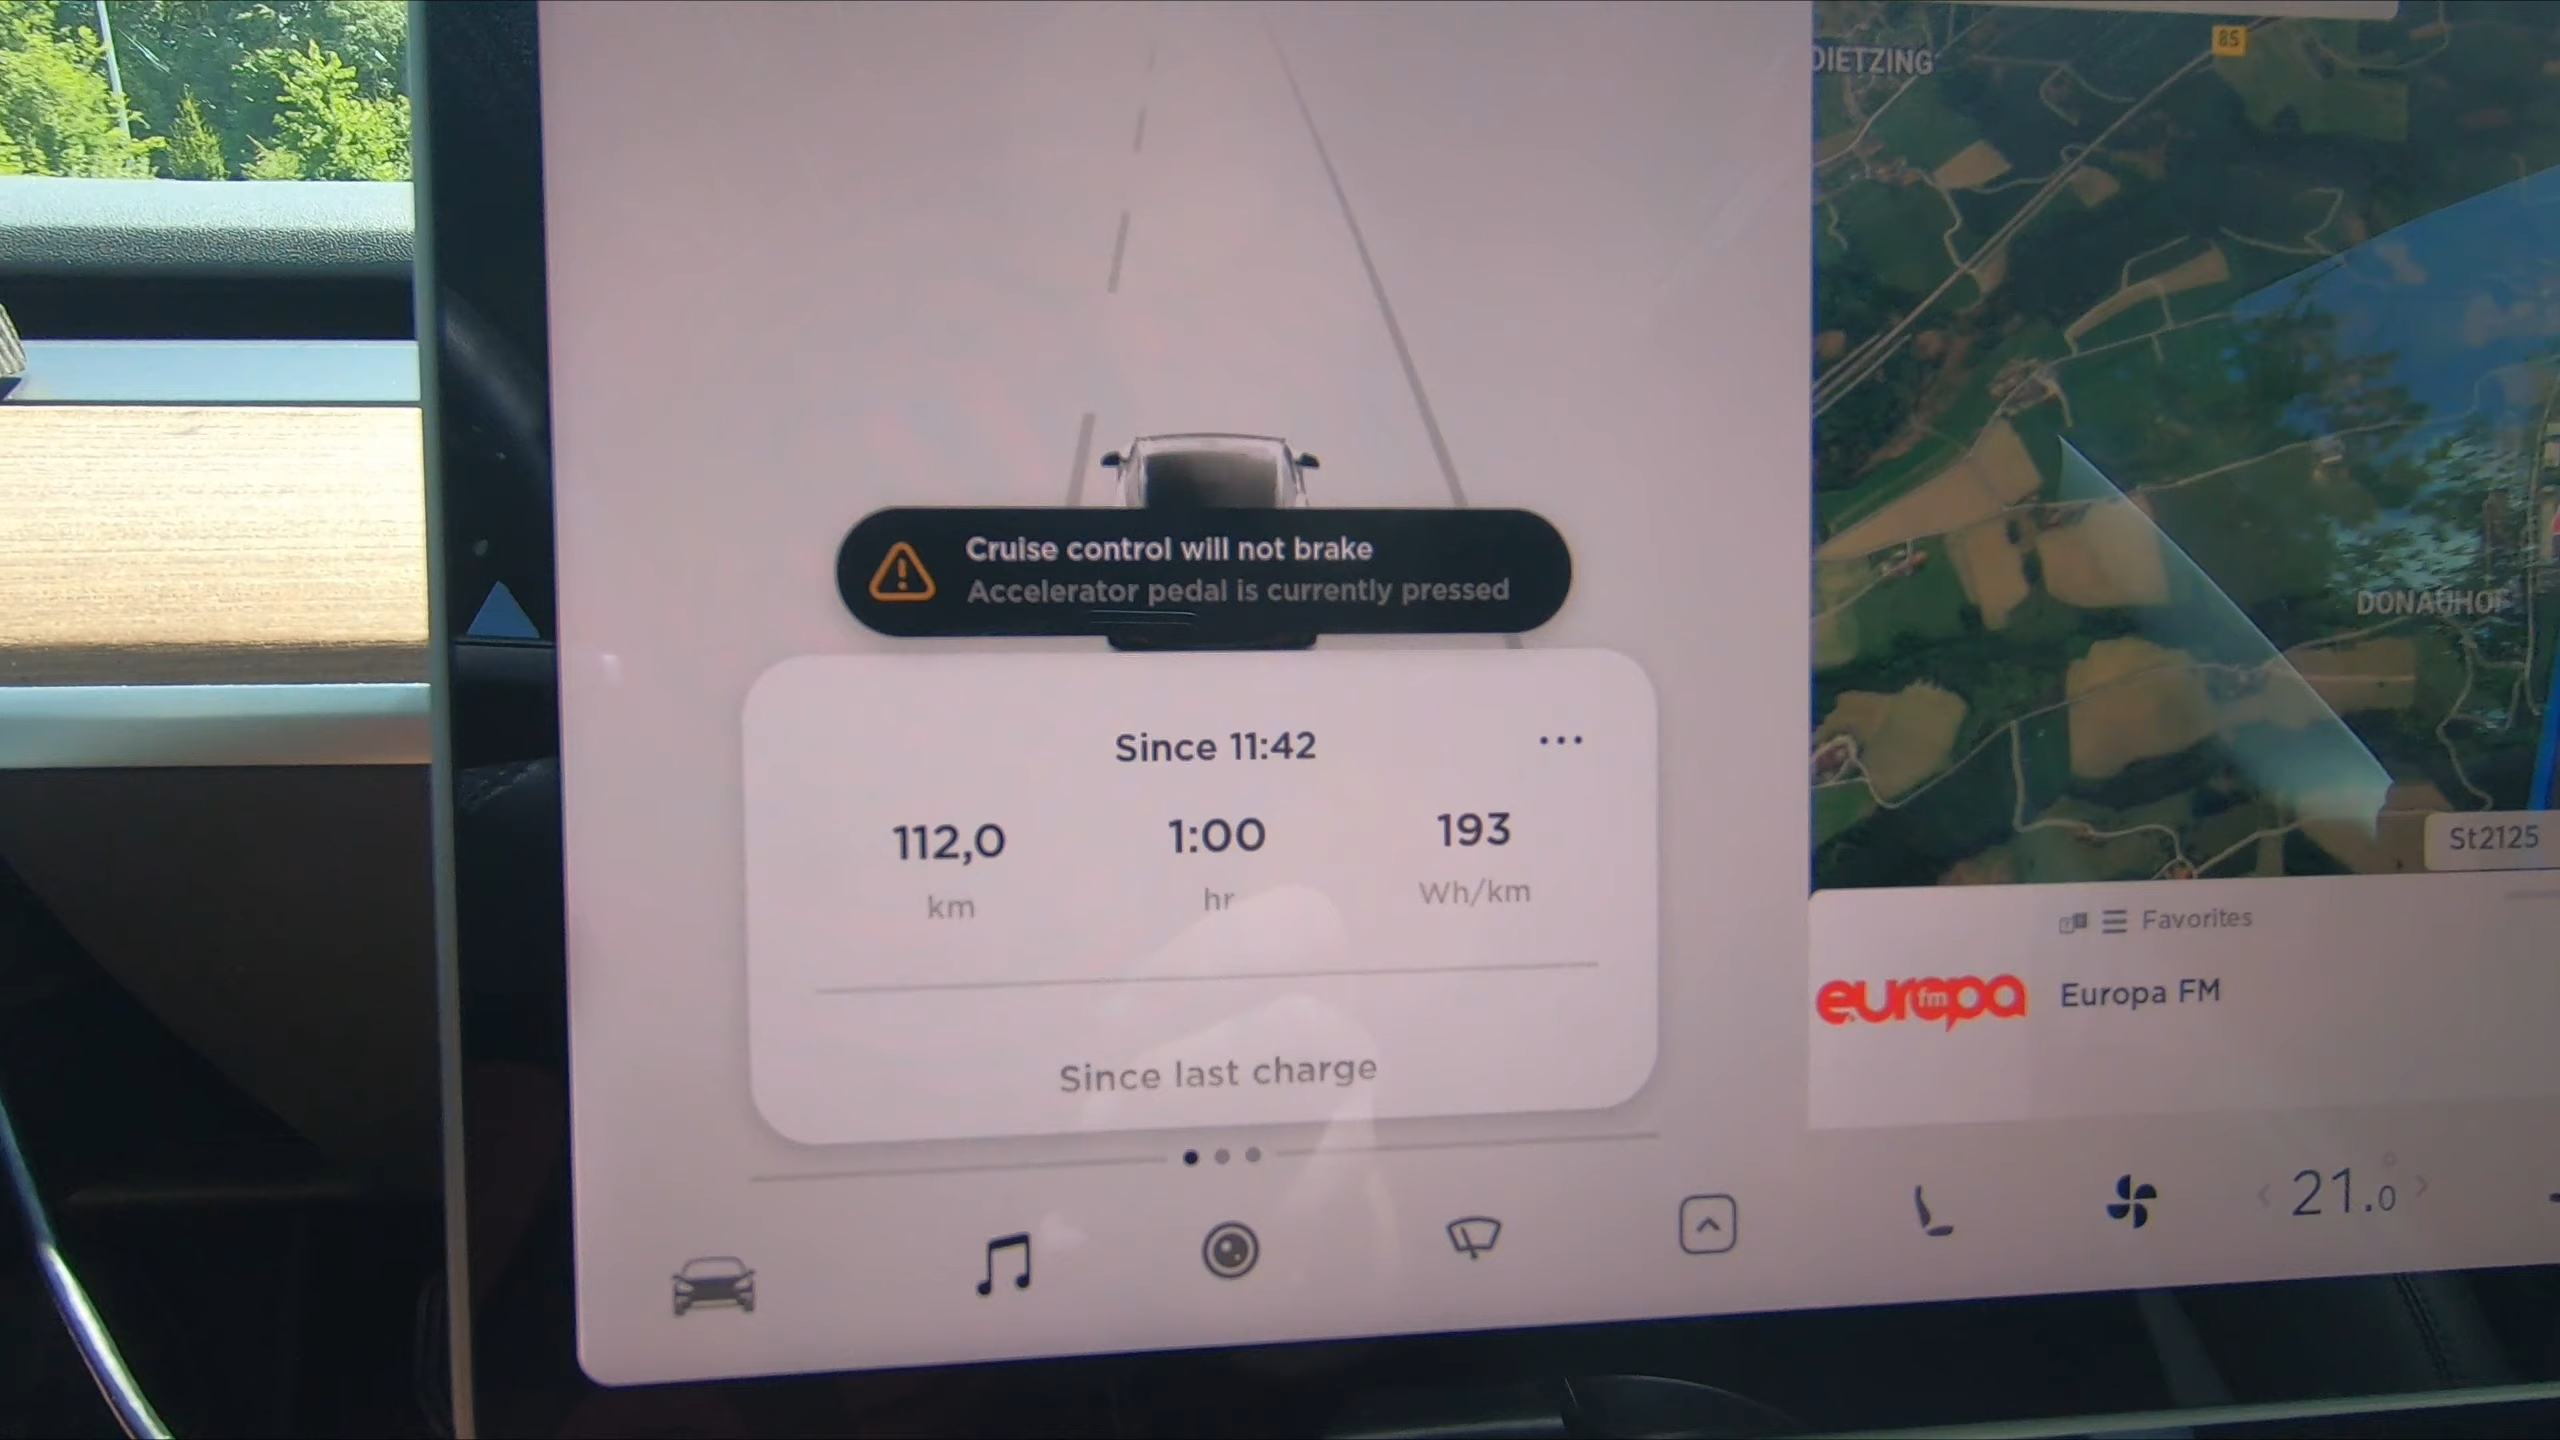 DIETZING
85
Cruise control will not brake
Accelerator pedal is currently pressed
DONAUHOF
Since 11:42
112,0
1:00
193
km
hr
Wh/km
St2125
Favorites
europa fm
Europa FM
Since last charge
21.0